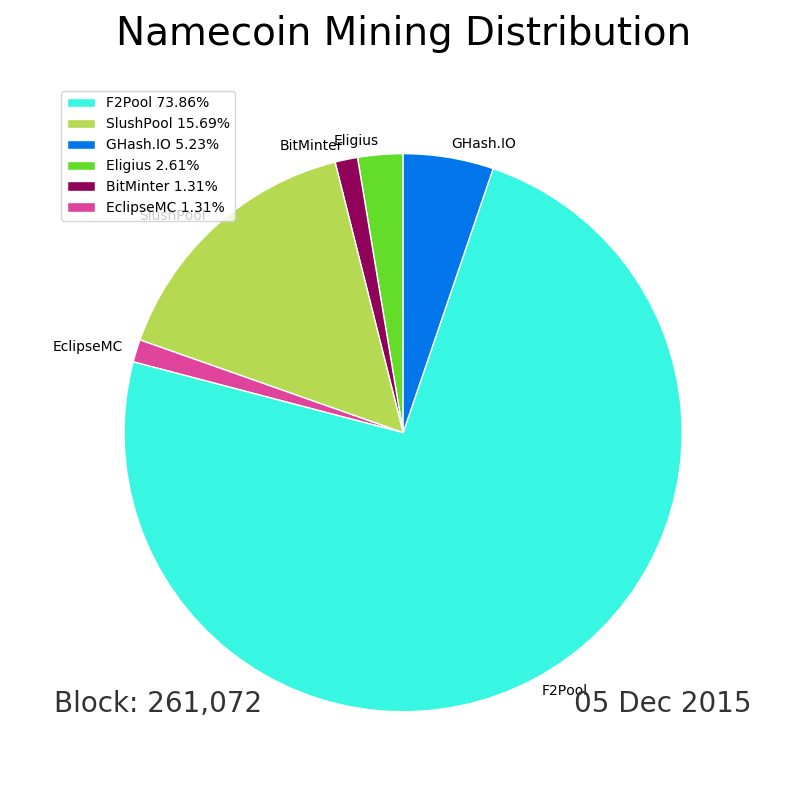 Namecoin Mining Distribution
F2Pool 73.86%
SlushPool 15.69%
GHash.IO 5.23%
Eligius 2.61%
BitMinter 1.31%
EclipseMC 1.31%
BitMinter
Eligius
GHash.IO
SlushPool
EclipseMC
F2Pool
Block: 261,072
05 Dec 2015